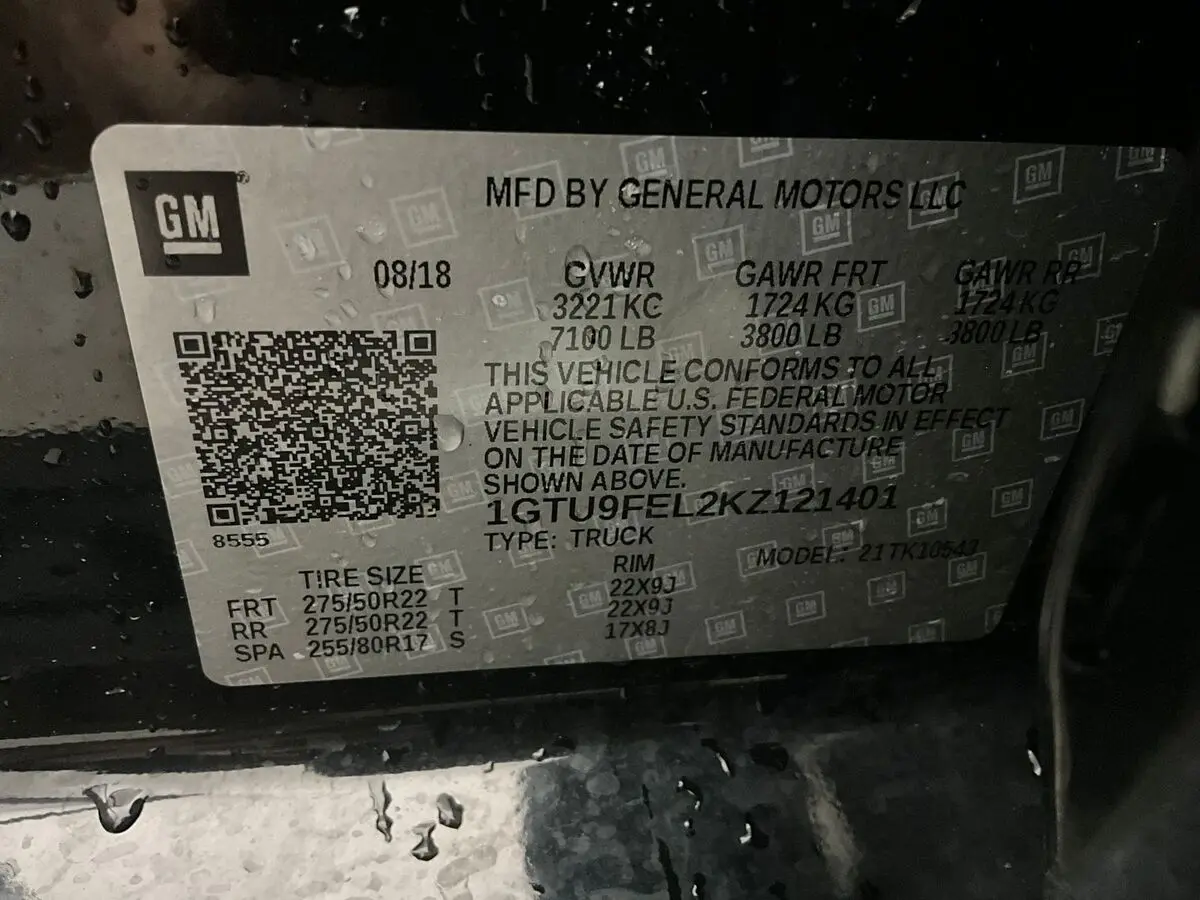 GM
MFD BY GENERAL MOTORS LLC
08/18 GVWR GAWR FRT GAWR RR
3221 KG 1724 KG 1724 KG
7100 LB 3800 LB 3800 LB
THIS VEHICLE CONFORMS TO ALL
APPLICABLE U.S. FEDERAL MOTOR
VEHICLE SAFETY STANDARDS IN EFFECT
ON THE DATE OF MANUFACTURE
SHOWN ABOVE.
1GTU9FEL2KZ121401
8555
TYPE: TRUCK
MODEL: 21TK10543
TIRE SIZE RIM
FRT 275/50R22 T 22X9J
RR 275/50R22 T 22X9J
SPA 255/80R17 S 17X8J